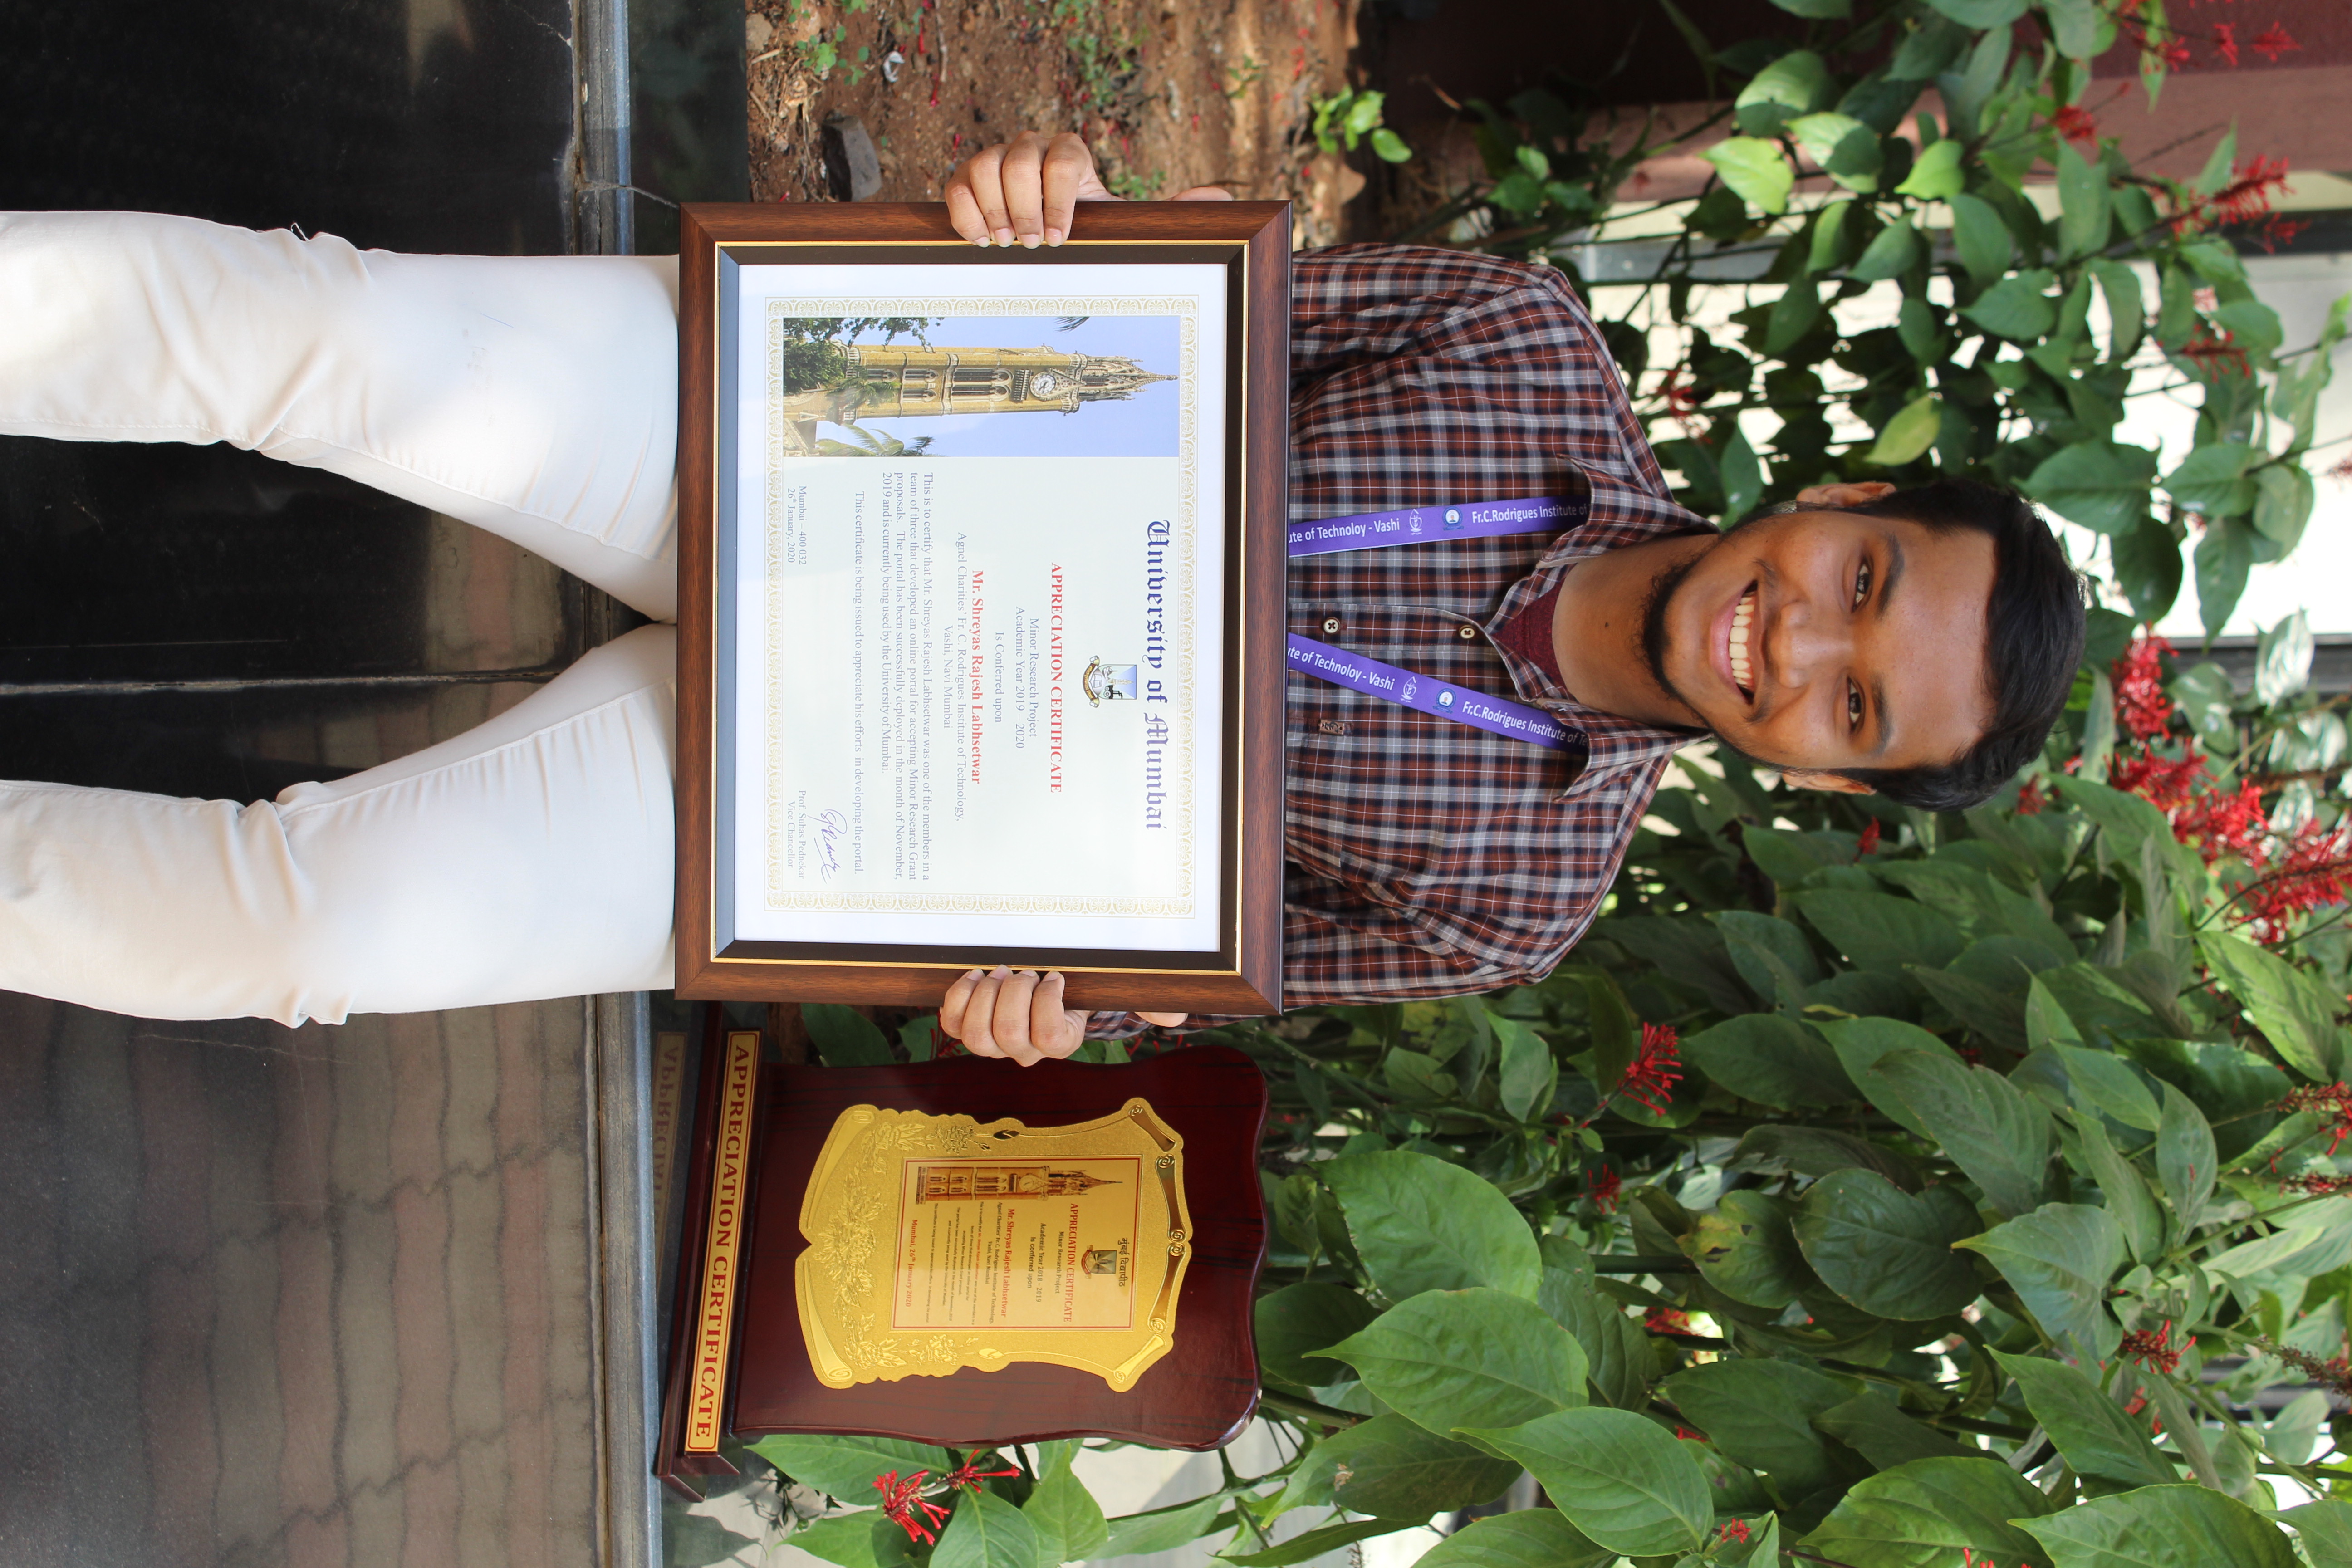 Fr.C.Rodrigues Institute of
Fr.C.Rodrigues Institute of T
te of Technoloy - Vashi
te of Technoloy - Vashi
University of Mumbai
APPRECIATION CERTIFICATE
Minor Research Project
Academic Year 2019 – 2020
Is Conferred upon
Mr. Shreyas Rajesh Labhsetwar
Agnel Charities' Fr. C. Rodrigues Institute of Technology,
Vashi, Navi Mumbai
This is to certify that Mr. Shreyas Rajesh Labhsetwar was one of the members in a
team of three that developed an online portal for accepting Minor Research Grant
proposals. The portal has been successfully deployed in the month of November,
2019 and is currently being used by the University of Mumbai.
This certificate is being issued to appreciate his efforts in developing the portal.
Mumbai – 400 032
26th January, 2020
Prof. Suhas Pednekar
Vice Chancellor
मुंबई विद्यापीठ
APPRECIATION CERTIFICATE
Minor Research Project
Academic Year 2018 - 2019
Is conferred upon
Mr. Shreyas Rajesh Labhsetwar
Agnel Charities' Fr. C. Rodrigues Institute of Technology
Vashi, Navi Mumbai
Mumbai, 26th January 2020
APPRECIATION CERTIFICATE